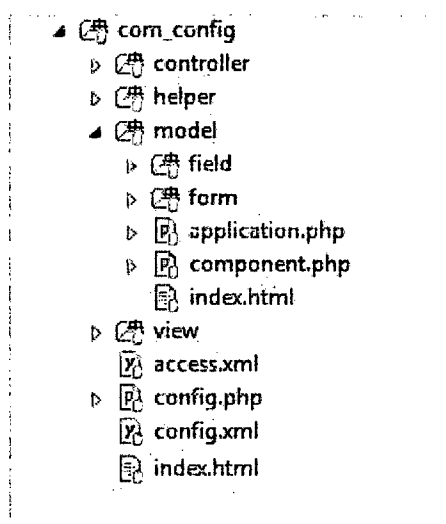 com_config
controller
helper
model
field
form
application.php
component.php
index.html
view
access.xml
config.php
config.xml
index.html